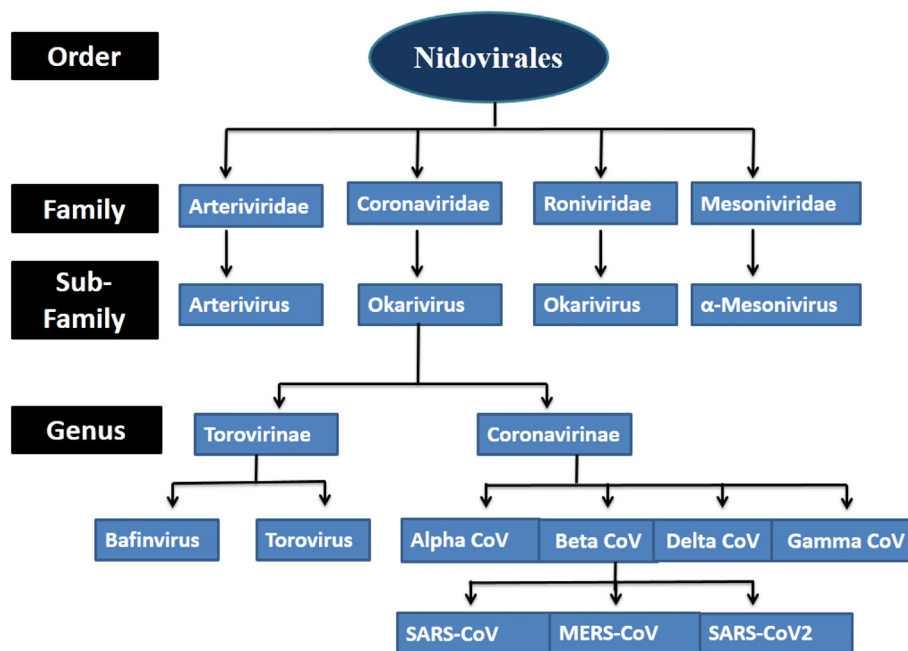 Order
Nidovirales
Family
Arteriviridae
Coronaviridae
Roniviridae
Mesoniviridae
Sub-
Family
Arterivirus
Okarivirus
Okarivirus
α-Mesonivirus
Genus
Torovirinae
Coronavirinae
Bafinvirus
Torovirus
Alpha CoV
Beta CoV
Delta CoV
Gamma CoV
SARS-CoV
MERS-CoV
SARS-CoV2